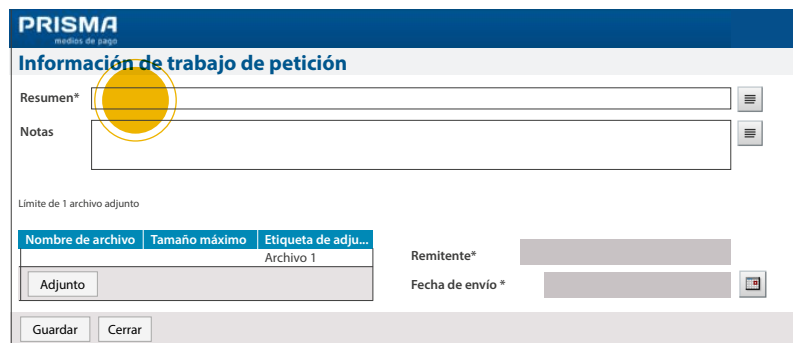 PRISMA
medios de pago
Información de trabajo de petición
Resumen*
Notas
Límite de 1 archivo adjunto
Nombre de archivo Tamaño máximo Etiqueta de adju...
Archivo 1
Adjunto
Remitente*
Fecha de envío *
Guardar Cerrar